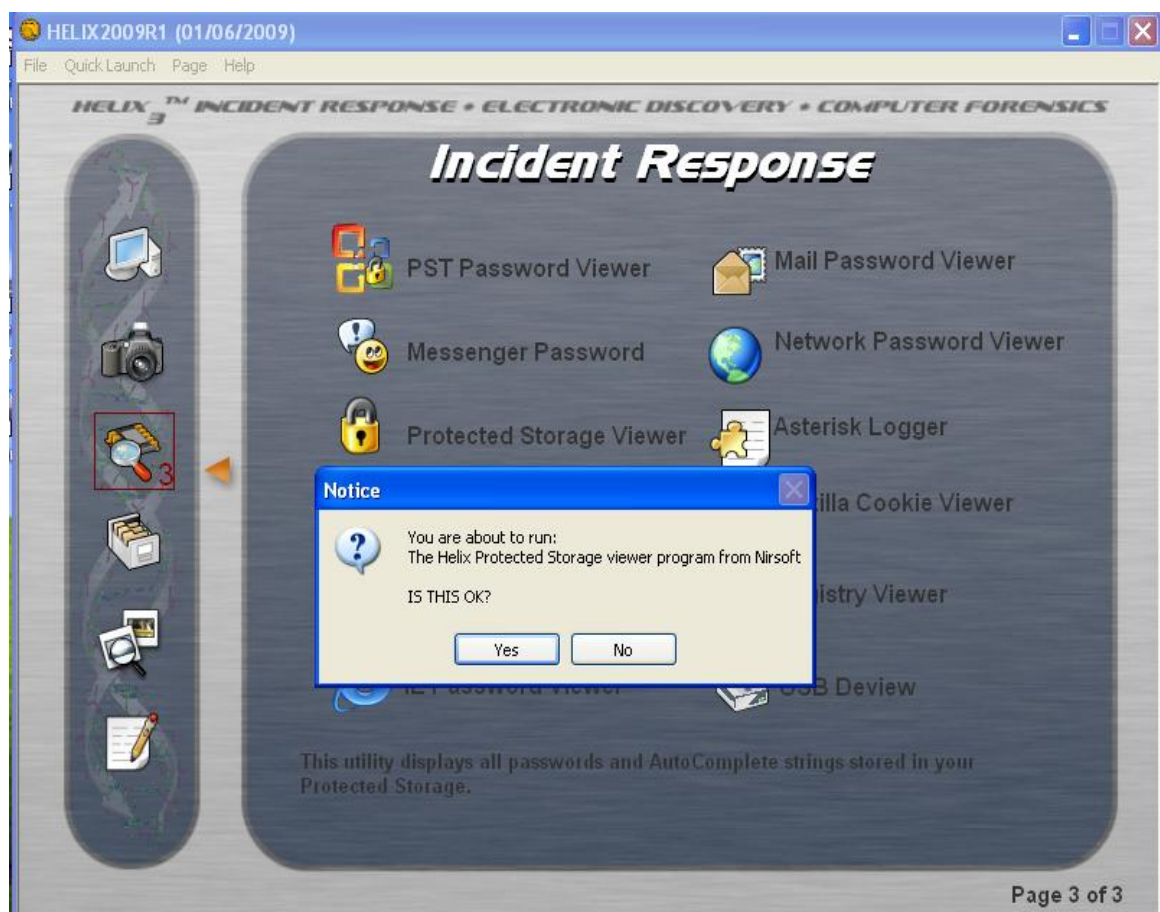 HELIX2009R1 (01/06/2009)
File Quick Launch Page Help
HELIX3™ INCIDENT RESPONSE • ELECTRONIC DISCOVERY • COMPUTER FORENSICS
Incident Response
PST Password Viewer
Mail Password Viewer
Messenger Password
Network Password Viewer
Protected Storage Viewer
Asterisk Logger
3
Notice
You are about to run:
The Helix Protected Storage viewer program from Nirsoft
IS THIS OK?
Yes No
Cookie Viewer
Viewer
Password Viewer
Deview
This utility displays all passwords and AutoComplete strings stored in your
Protected Storage.
Page 3 of 3